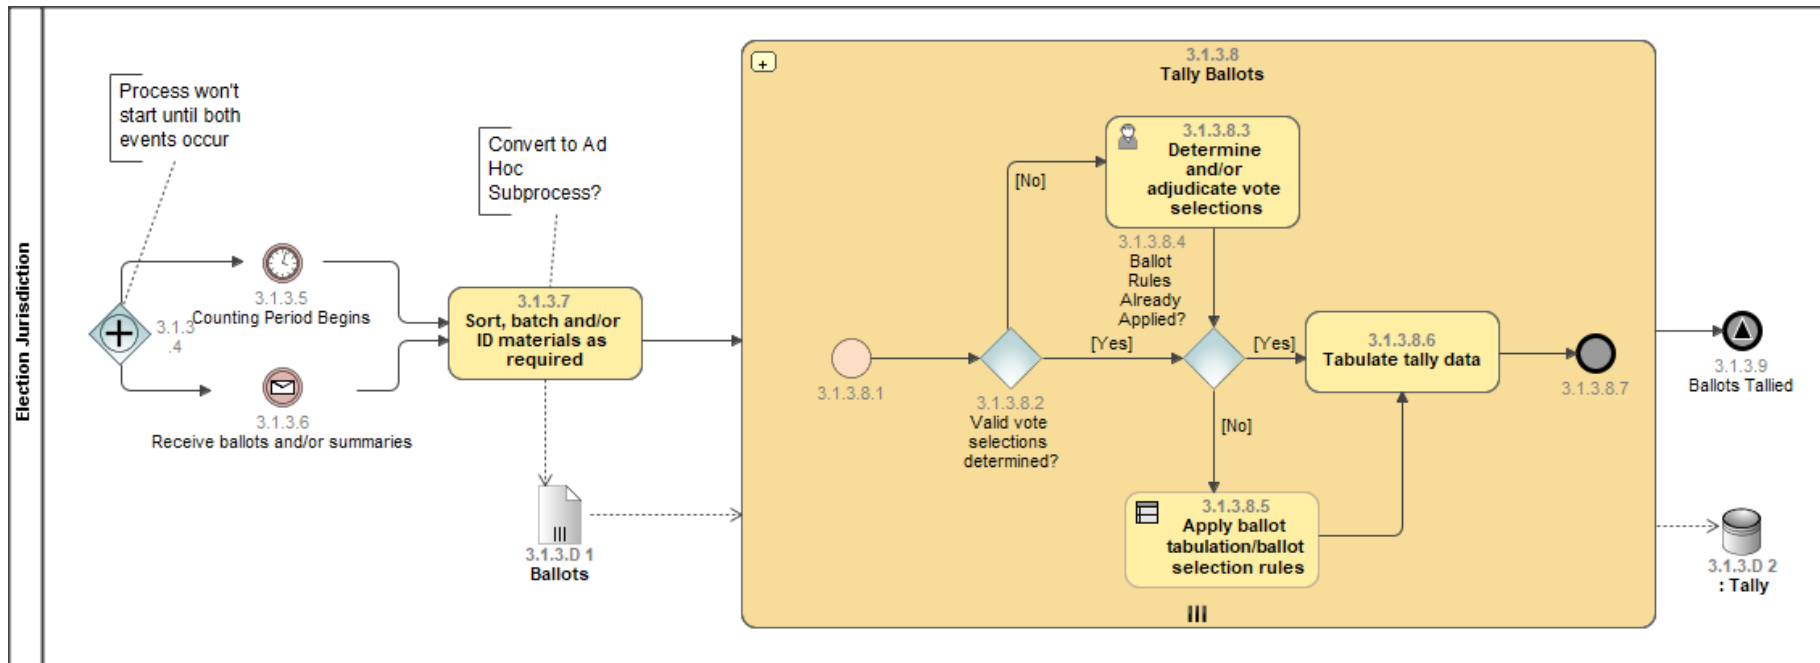 Election Jurisdiction
Process won't
start until both
events occur
3.1.3
.4
3.1.3.5
Counting Period Begins
3.1.3.6
Receive ballots and/or summaries
Convert to Ad
Hoc
Subprocess?
3.1.3.7
Sort, batch and/or
ID materials as
required
3.1.3.D 1
Ballots
3.1.3.8
Tally Ballots
3.1.3.8.1
3.1.3.8.2
Valid vote
selections
determined?
[No]
[Yes]
3.1.3.8.3
Determine
and/or
adjudicate vote
selections
3.1.3.8.4
Ballot
Rules
Already
Applied?
[Yes]
[No]
3.1.3.8.5
Apply ballot
tabulation/ballot
selection rules
3.1.3.8.6
Tabulate tally data
3.1.3.8.7
3.1.3.9
Ballots Tallied
3.1.3.D 2
: Tally